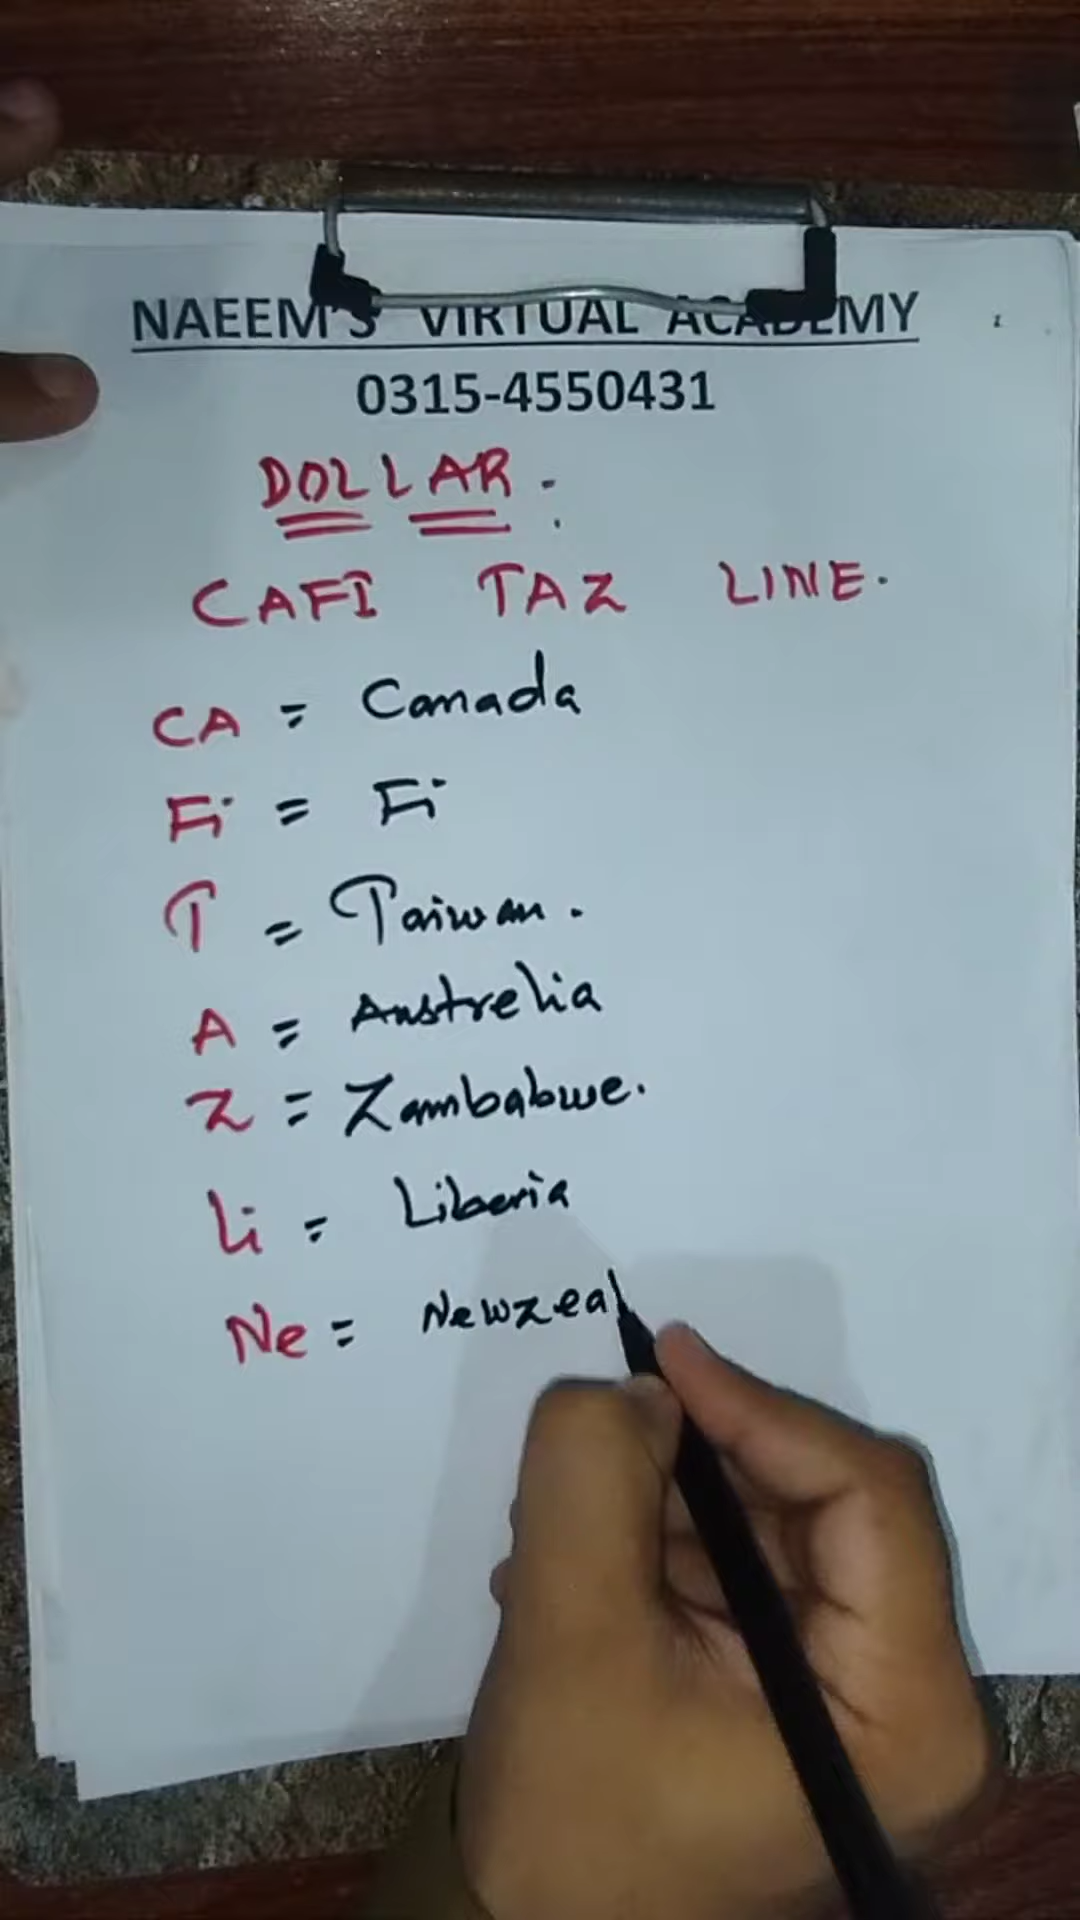 NAEEM'S VIRTUAL ACADEMY
0315-4550431
DOLLAR:
CAFI TAZ LINE.
CA = Canada
Fi = Fi
T = Taiwan.
A = Austrelia
Z = Zambabwe.
Li = Liberia
Ne = Newzeal